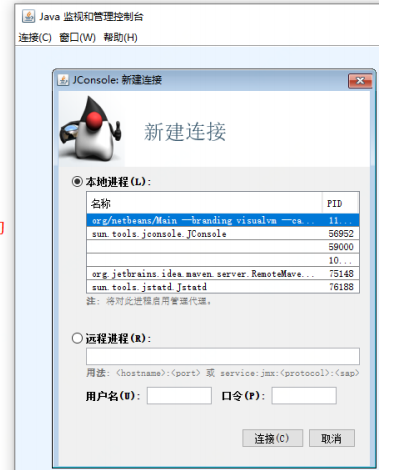 Java 监视和管理控制台
连接(C) 窗口(W) 帮助(H)
JConsole: 新建连接
新建连接
本地进程(L):
名称 PID
org/netbeans/Main —branding visualvm —ca... 11...
sun.tools.jconsole.JConsole 56952
59000
10...
org.jetbrains.idea.maven.server.RemoteMave... 75148
sun.tools.jstatd.Jstatd 76188
注: 将对此进程启用管理代理。
远程进程(R):
用法: <hostname>:<port> 或 service:jmx:<protocol>:<sap>
用户名(U): 口令(P):
连接(C) 取消